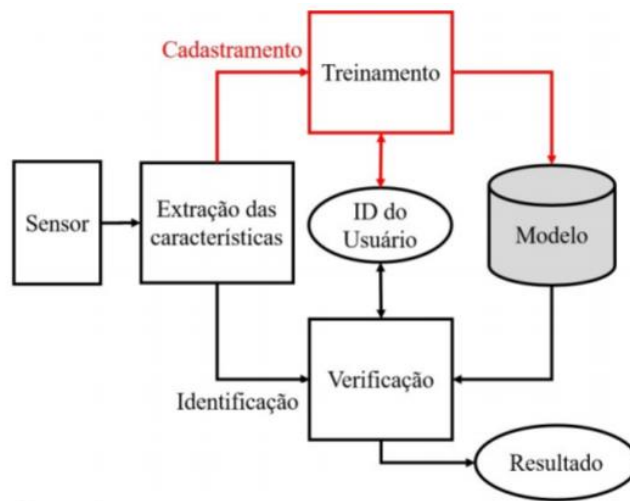 Cadastramento
Treinamento
Sensor
Extração das
características
ID do
Usuário
Modelo
Identificação
Verificação
Resultado